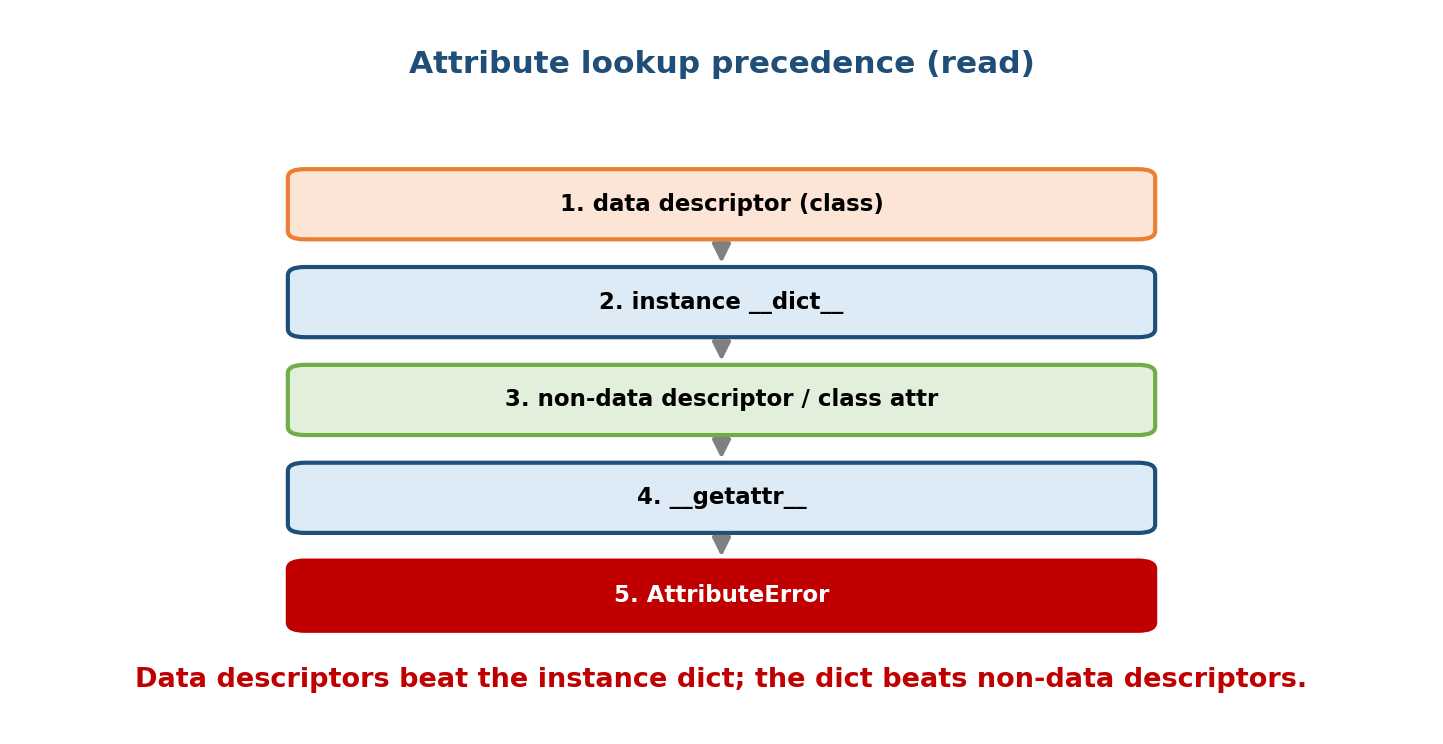 Attribute lookup precedence (read)
1. data descriptor (class)
2. instance __dict__
3. non-data descriptor / class attr
4. __getattr__
5. AttributeError
Data descriptors beat the instance dict; the dict beats non-data descriptors.